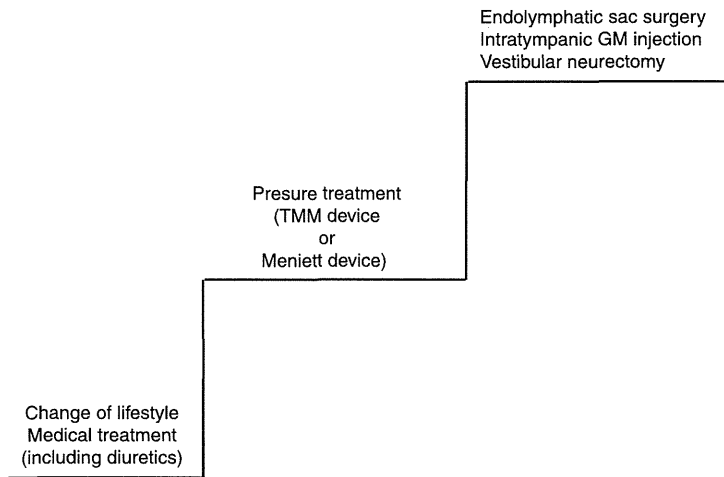 Endolymphatic sac surgery
Intratympanic GM injection
Vestibular neurectomy
Presure treatment
(TMM device
or
Meniett device)
Change of lifestyle
Medical treatment
(including diuretics)